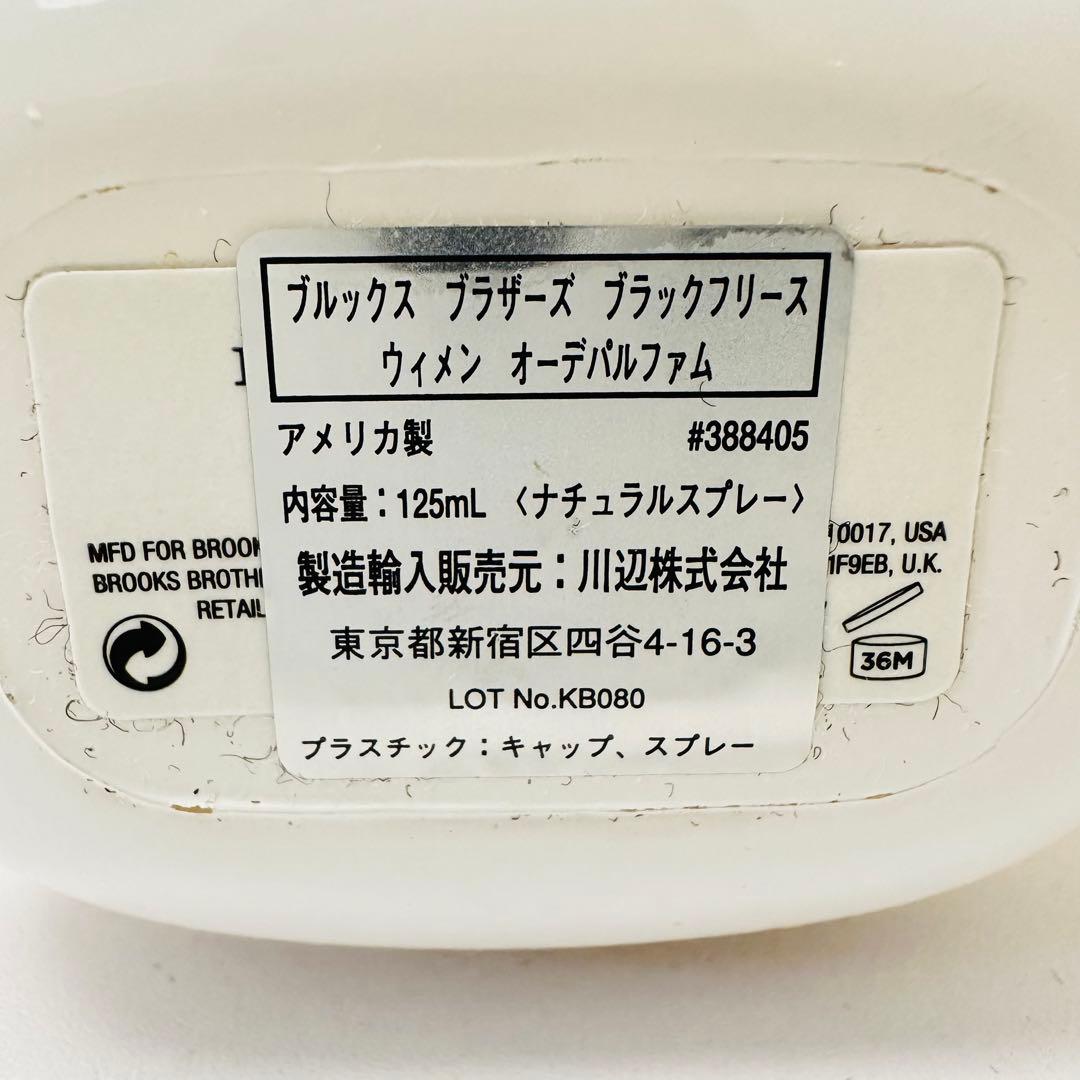 ブルックス ブラザーズ ブラックフリース
ウィメン オーデパルファム
アメリカ製 #388405
内容量：125mL 〈ナチュラルスプレー〉
製造輸入販売元：川辺株式会社
東京都新宿区四谷4-16-3
LOT No.KB080
プラスチック：キャップ、スプレー
MFD FOR
BROOKS
RETAIL
0017, USA
1F9EB, U.K.
36M